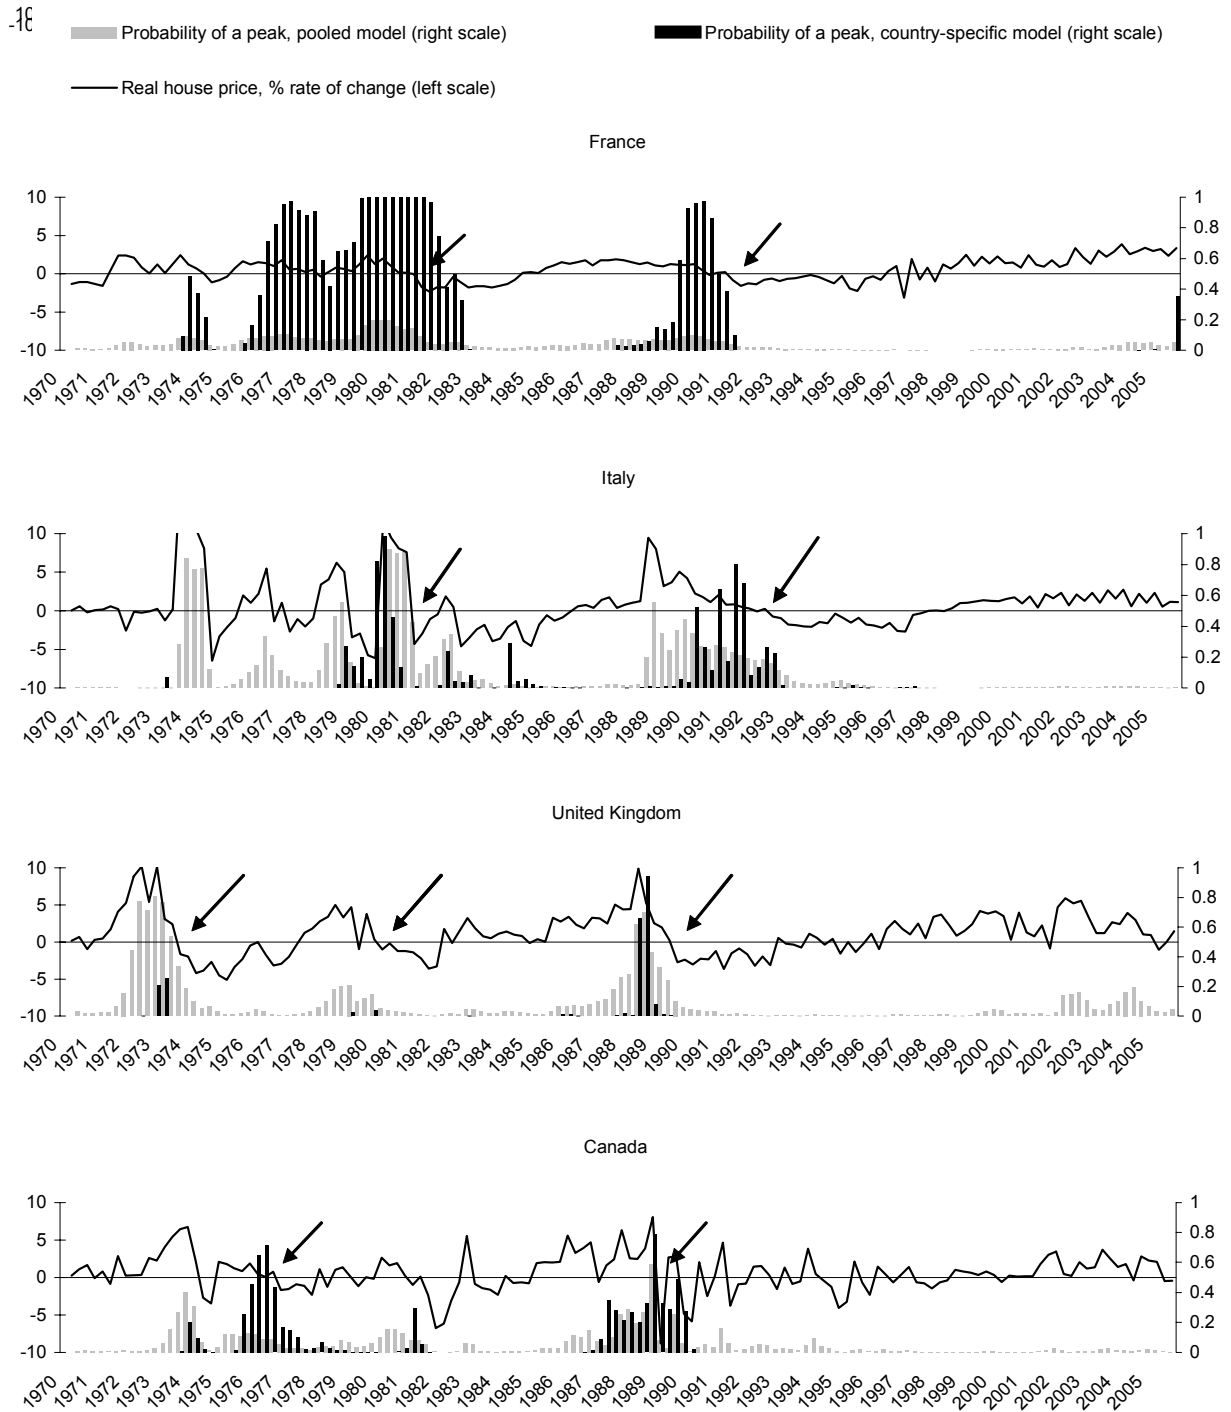 Probability of a peak, pooled model (right scale) Probability of a peak, country-specific model (right scale)
Real house price, % rate of change (left scale)
France
10 1
5 0.8
0 0.6
0.4
-5 0.2
-10 0
1970 1971 1972 1973 1974 1975 1976 1977 1978 1979 1980 1981 1982 1983 1984 1985 1986 1987 1988 1989 1990 1991 1992 1993 1994 1995 1996 1997 1998 1999 2000 2001 2002 2003 2004 2005
Italy
10 1
5 0.8
0 0.6
0.4
-5 0.2
-10 0
1970 1971 1972 1973 1974 1975 1976 1977 1978 1979 1980 1981 1982 1983 1984 1985 1986 1987 1988 1989 1990 1991 1992 1993 1994 1995 1996 1997 1998 1999 2000 2001 2002 2003 2004 2005
United Kingdom
10 1
5 0.8
0 0.6
0.4
-5 0.2
-10 0
1970 1971 1972 1973 1974 1975 1976 1977 1978 1979 1980 1981 1982 1983 1984 1985 1986 1987 1988 1989 1990 1991 1992 1993 1994 1995 1996 1997 1998 1999 2000 2001 2002 2003 2004 2005
Canada
10 1
5 0.8
0 0.6
0.4
-5 0.2
-10 0
1970 1971 1972 1973 1974 1975 1976 1977 1978 1979 1980 1981 1982 1983 1984 1985 1986 1987 1988 1989 1990 1991 1992 1993 1994 1995 1996 1997 1998 1999 2000 2001 2002 2003 2004 2005